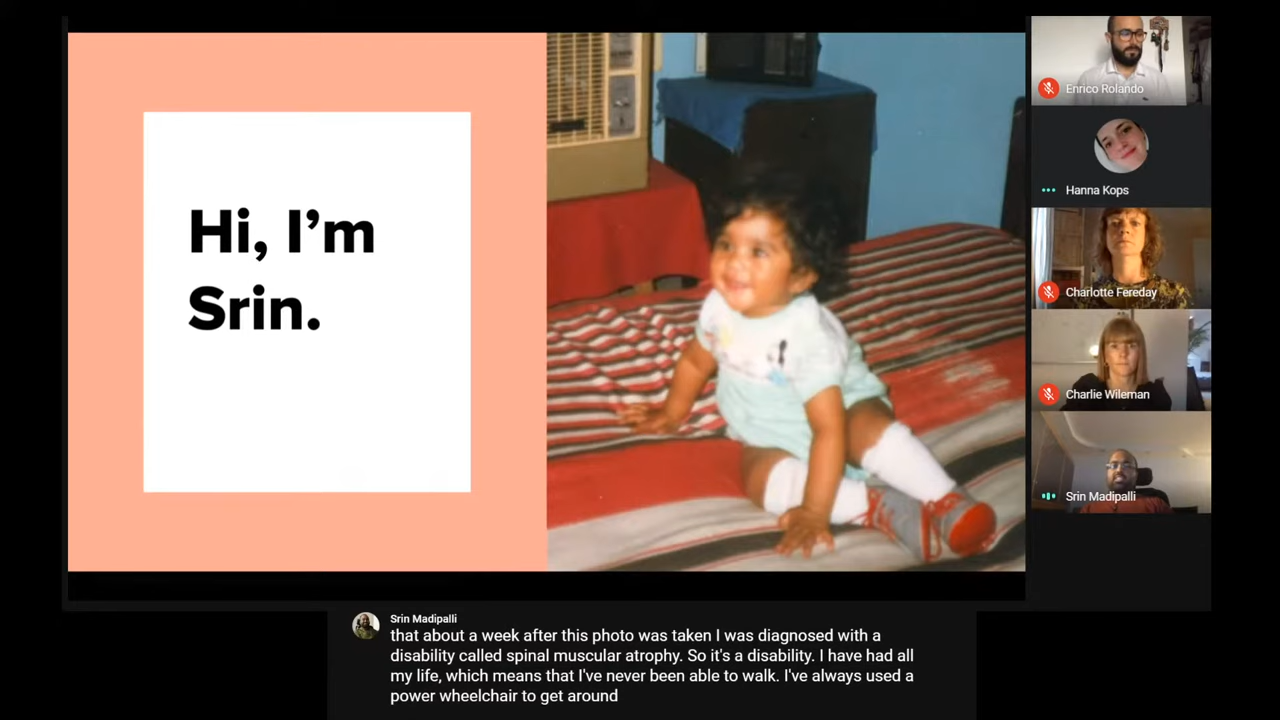 Hi, I’m
Srin.
Enrico Rolando
Hanna Kops
Charlotte Fereday
Charlie Wileman
Srin Madipalli
Srin Madipalli
that about a week after this photo was taken I was diagnosed with a
disability called spinal muscular atrophy. So it's a disability. I have had all
my life, which means that I've never been able to walk. I've always used a
power wheelchair to get around